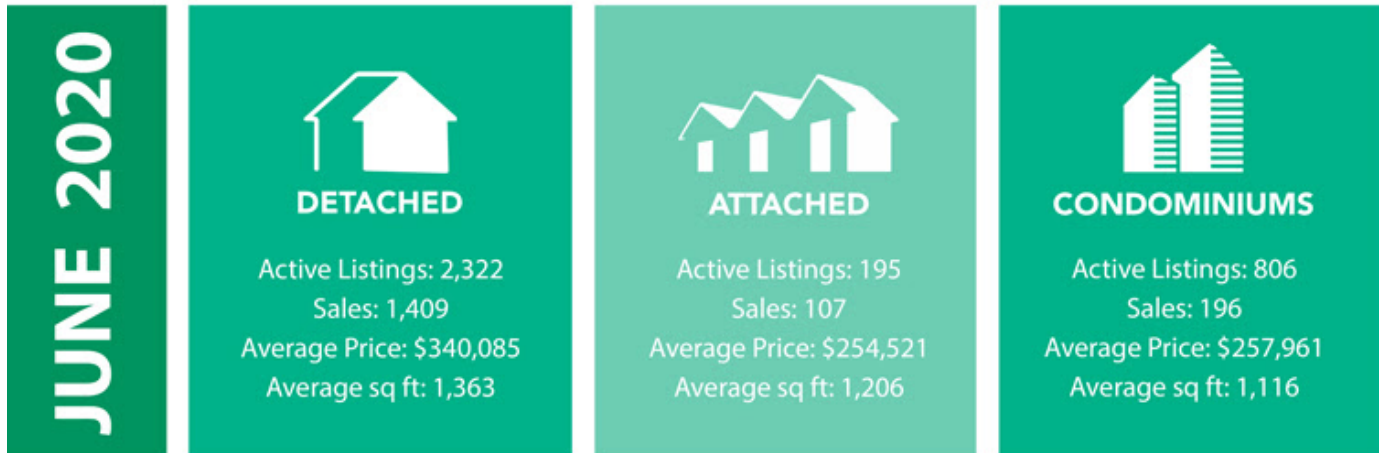 JUNE 2020
DETACHED
Active Listings: 2,322
Sales: 1,409
Average Price: $340,085
Average sq ft: 1,363
ATTACHED
Active Listings: 195
Sales: 107
Average Price: $254,521
Average sq ft: 1,206
CONDOMINIUMS
Active Listings: 806
Sales: 196
Average Price: $257,961
Average sq ft: 1,116